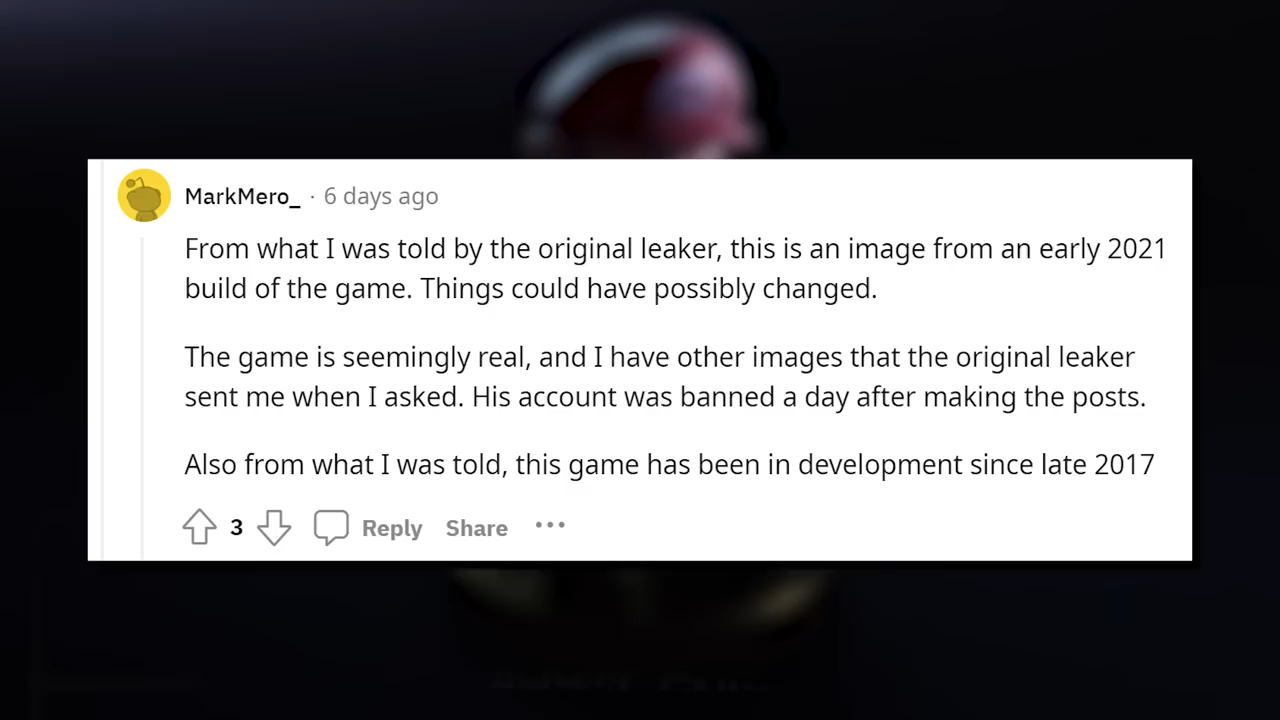 MarkMero_ · 6 days ago
From what I was told by the original leaker, this is an image from an early 2021
build of the game. Things could have possibly changed.
The game is seemingly real, and I have other images that the original leaker
sent me when I asked. His account was banned a day after making the posts.
Also from what I was told, this game has been in development since late 2017
3 Reply Share ...